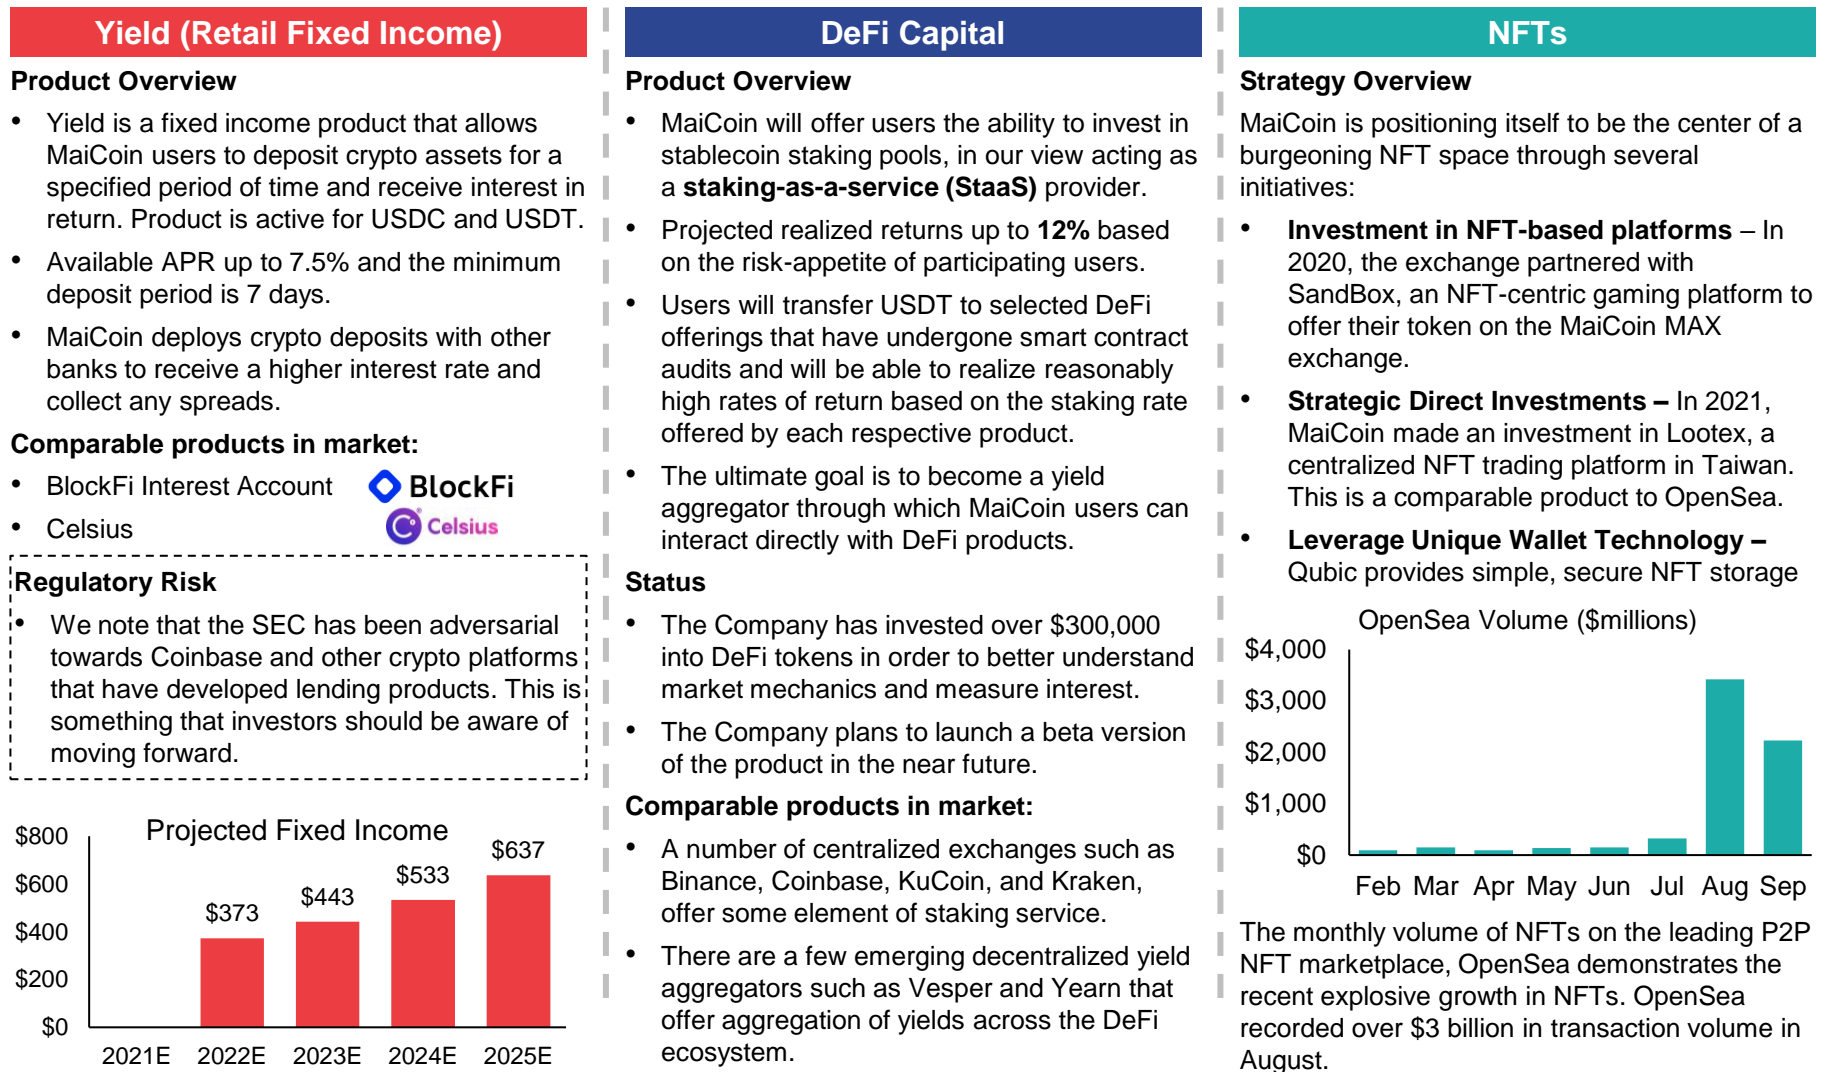 Yield (Retail Fixed Income)
Product Overview
• Yield is a fixed income product that allows
MaiCoin users to deposit crypto assets for a
specified period of time and receive interest in
return. Product is active for USDC and USDT.
• Available APR up to 7.5% and the minimum
deposit period is 7 days.
• MaiCoin deploys crypto deposits with other
banks to receive a higher interest rate and
collect any spreads.
Comparable products in market:
• BlockFi Interest Account
BlockFi
• Celsius
Celsius
Regulatory Risk
• We note that the SEC has been adversarial
towards Coinbase and other crypto platforms
that have developed lending products. This is
something that investors should be aware of
moving forward.
Projected Fixed Income
$800
$600
$400
$200
$0
$373
$443
$533
$637
2021E 2022E 2023E 2024E 2025E
DeFi Capital
Product Overview
• MaiCoin will offer users the ability to invest in
stablecoin staking pools, in our view acting as
a staking-as-a-service (StaaS) provider.
• Projected realized returns up to 12% based
on the risk-appetite of participating users.
• Users will transfer USDT to selected DeFi
offerings that have undergone smart contract
audits and will be able to realize reasonably
high rates of return based on the staking rate
offered by each respective product.
• The ultimate goal is to become a yield
aggregator through which MaiCoin users can
interact directly with DeFi products.
Status
• The Company has invested over $300,000
into DeFi tokens in order to better understand
market mechanics and measure interest.
• The Company plans to launch a beta version
of the product in the near future.
Comparable products in market:
• A number of centralized exchanges such as
Binance, Coinbase, KuCoin, and Kraken,
offer some element of staking service.
• There are a few emerging decentralized yield
aggregators such as Vesper and Yearn that
offer aggregation of yields across the DeFi
ecosystem.
NFTs
Strategy Overview
MaiCoin is positioning itself to be the center of a
burgeoning NFT space through several
initiatives:
• Investment in NFT-based platforms – In
2020, the exchange partnered with
SandBox, an NFT-centric gaming platform to
offer their token on the MaiCoin MAX
exchange.
• Strategic Direct Investments – In 2021,
MaiCoin made an investment in Lootex, a
centralized NFT trading platform in Taiwan.
This is a comparable product to OpenSea.
• Leverage Unique Wallet Technology –
Qubic provides simple, secure NFT storage
OpenSea Volume ($millions)
$4,000
$3,000
$2,000
$1,000
$0
Feb Mar Apr May Jun Jul Aug Sep
The monthly volume of NFTs on the leading P2P
NFT marketplace, OpenSea demonstrates the
recent explosive growth in NFTs. OpenSea
recorded over $3 billion in transaction volume in
August.